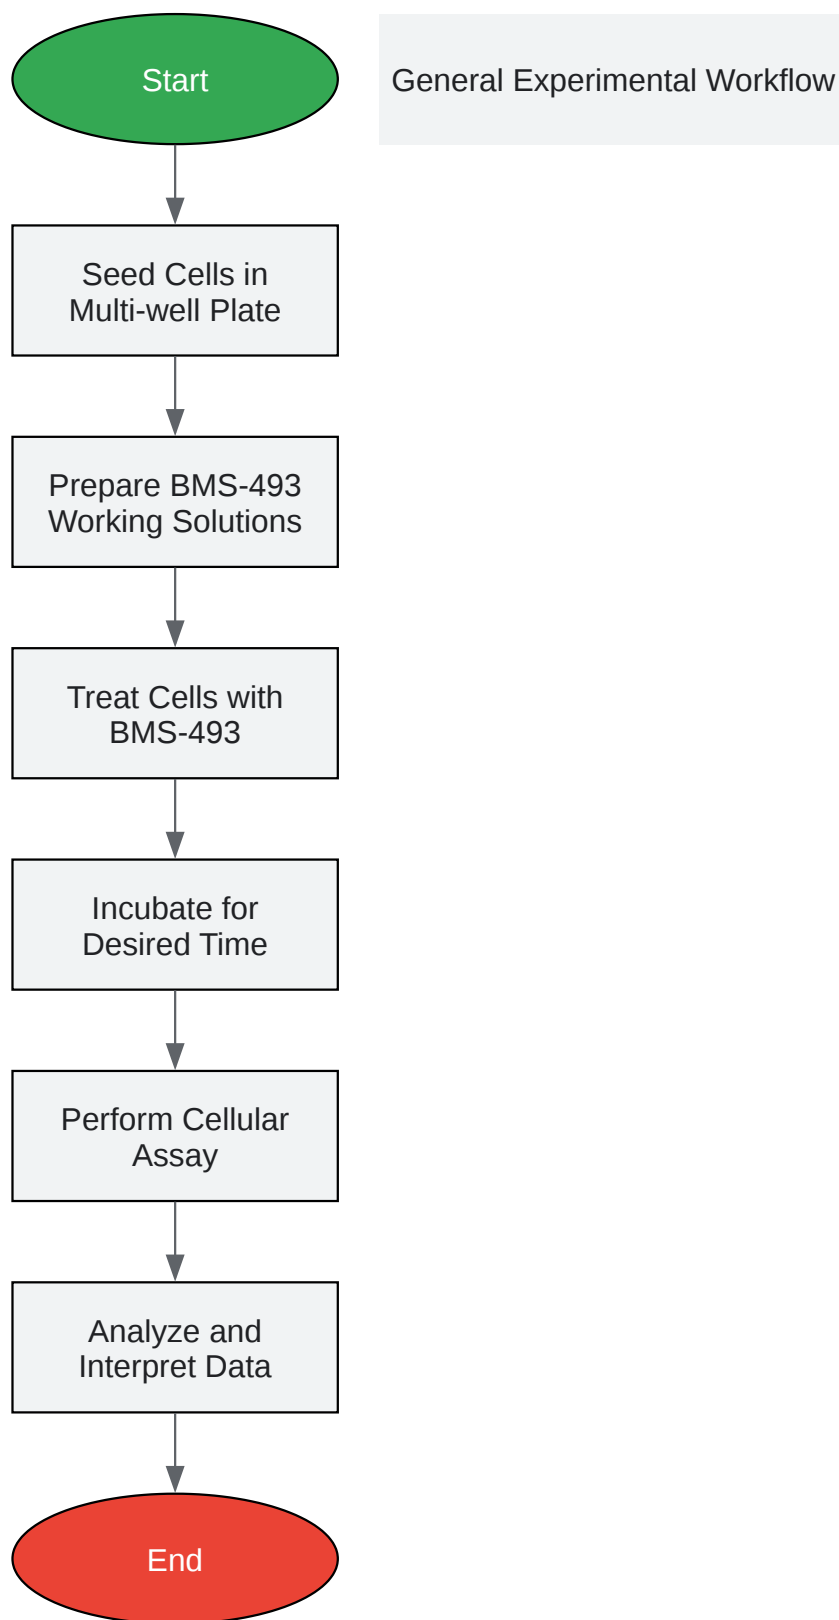 Start
General Experimental Workflow
Seed Cells in
Multi-well Plate
Prepare BMS-493
Working Solutions
Treat Cells with
BMS-493
Incubate for
Desired Time
Perform Cellular
Assay
Analyze and
Interpret Data
End